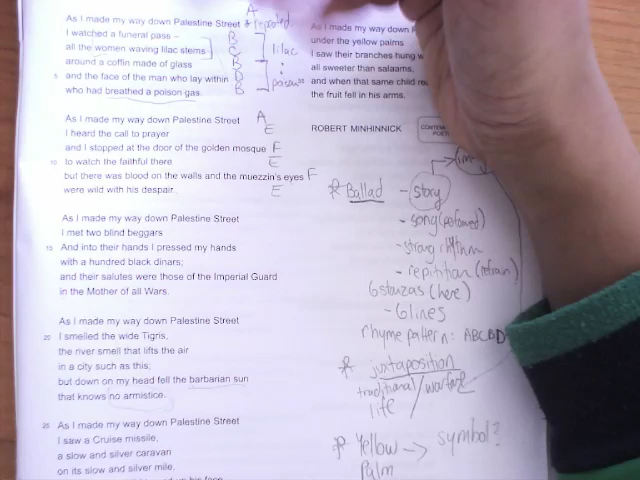 As I made my way down Palestine Street
I watched a funeral pass –
all the women waving lilac stems
around a coffin made of glass
5 and the face of the man who lay within
who had breathed a poison gas.
A
& repeated.
B
C
B
D
B
lilac
:
poison
As I made my way down Palestine Street
I heard the call to prayer
and I stopped at the door of the golden mosque
10 to watch the faithful there
but there was blood on the walls and the muezzin's eyes
were wild with his despair.
A
E
F
E
F
E
As I made my way down Palestine Street
I met two blind beggars
15 And into their hands I pressed my hands
with a hundred black dinars;
and their salutes were those of the Imperial Guard
in the Mother of all Wars.
As I made my way down Palestine Street
20 I smelled the wide Tigris,
the river smell that lifts the air
in a city such as this;
but down on my head fell the barbarian sun
that knows no armistice.
25 As I made my way down Palestine Street
I saw a Cruise missile,
a slow and silver caravan
on its slow and silver mile,
As I made my way down
under the yellow palms
I saw their branches hung w
all sweeter than salaams,
and when that same child re
the fruit fell in his arms.
ROBERT MINHINNICK
* Ballad – story
- song (performed)
- strong rhythm
- repitition (refrain)
6 stanzas (here)
- 6 lines
rhyme pattern: ABCBD
* juxtaposition
traditional / warfare
life /
* Yellow → symbol?
Palm